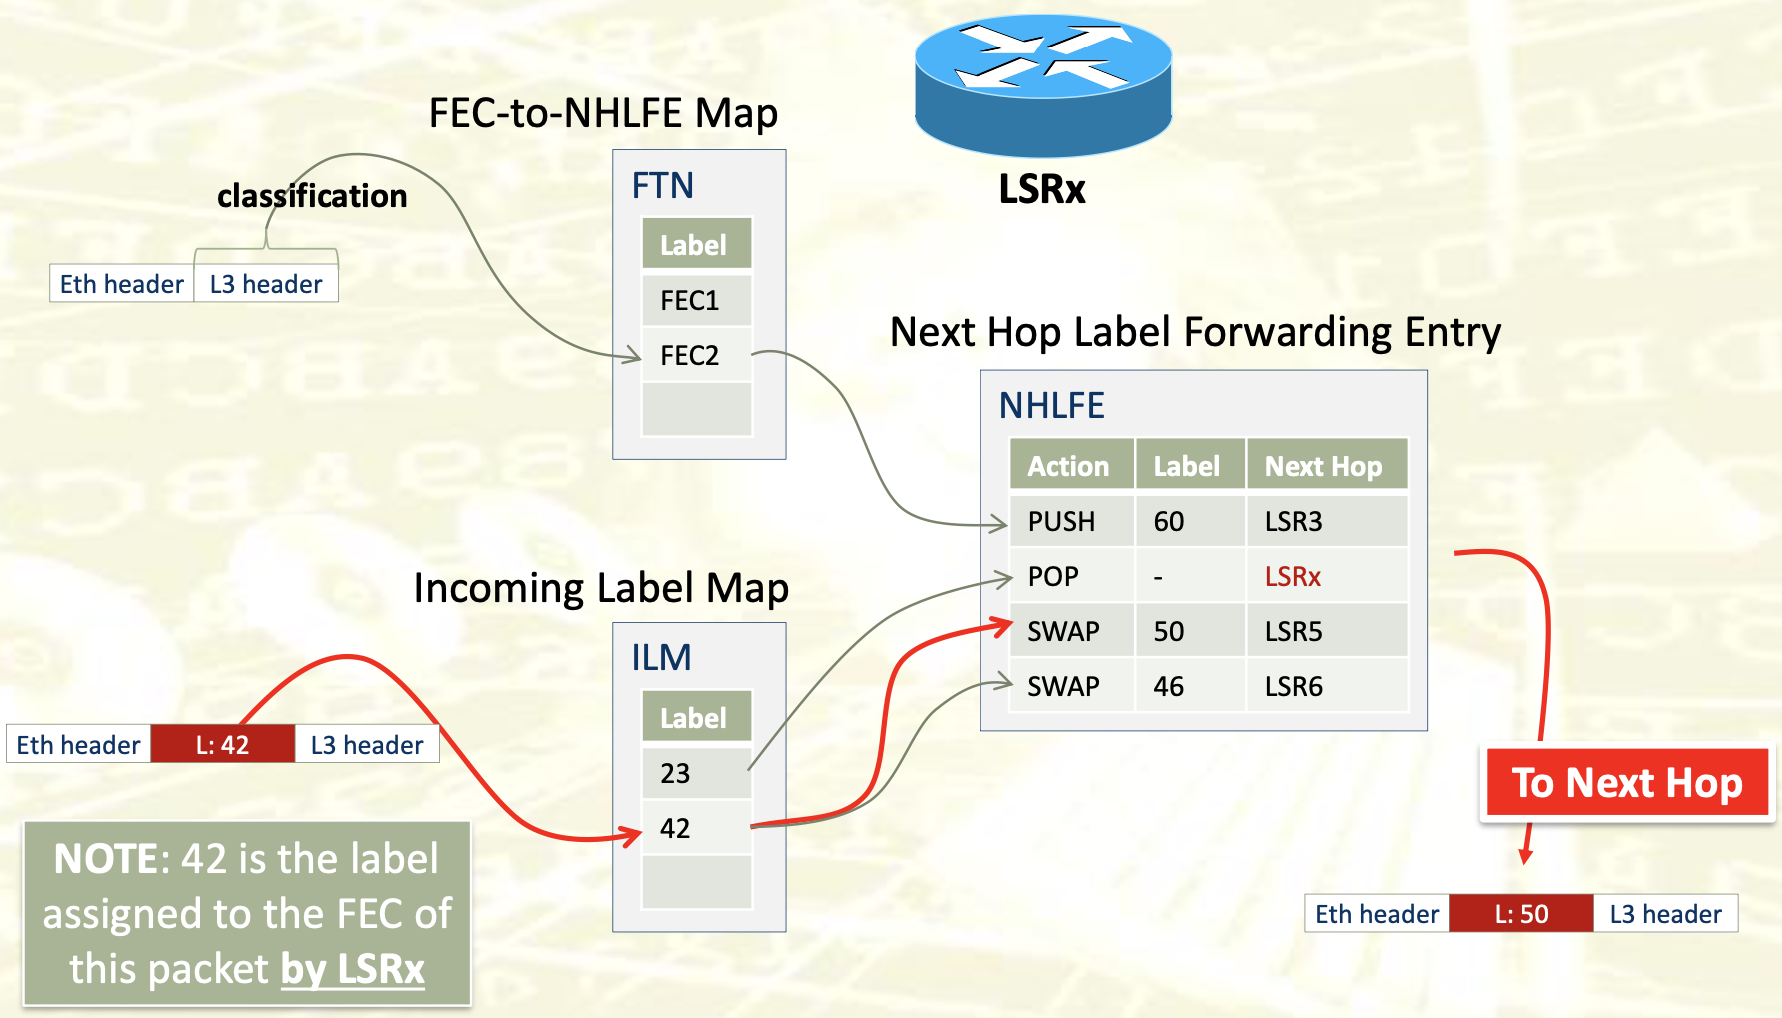 LSRx
FEC-to-NHLFE Map
classification
Eth header L3 header
FTN
Label
FEC1
FEC2
Next Hop Label Forwarding Entry
NHLFE
Action Label Next Hop
PUSH 60 LSR3
POP - LSRx
SWAP 50 LSR5
SWAP 46 LSR6
Incoming Label Map
ILM
Label
23
42
Eth header L: 42 L3 header
NOTE: 42 is the label
assigned to the FEC of
this packet by LSRx
To Next Hop
Eth header L: 50 L3 header